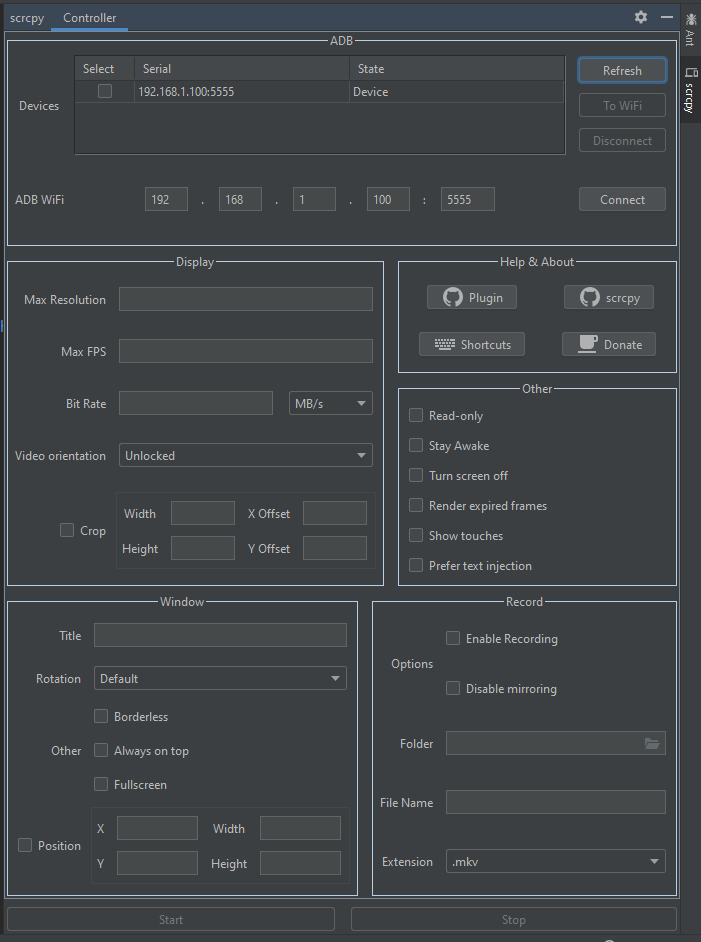 scrcpy Controller
Ant
scrcpy
ADB
Select Serial State
Devices
192.168.1.100:5555 Device
Refresh
To WiFi
Disconnect
ADB WiFi 192 . 168 . 1 . 100 : 5555 Connect
Display
Max Resolution
Max FPS
Bit Rate MB/s
Video orientation Unlocked
Crop
Width X Offset
Height Y Offset
Help & About
Plugin scrcpy
Shortcuts Donate
Other
Read-only
Stay Awake
Turn screen off
Render expired frames
Show touches
Prefer text injection
Window
Title
Rotation Default
Other
Borderless
Always on top
Fullscreen
Position
X Width
Y Height
Record
Options
Enable Recording
Disable mirroring
Folder
File Name
Extension .mkv
Start Stop